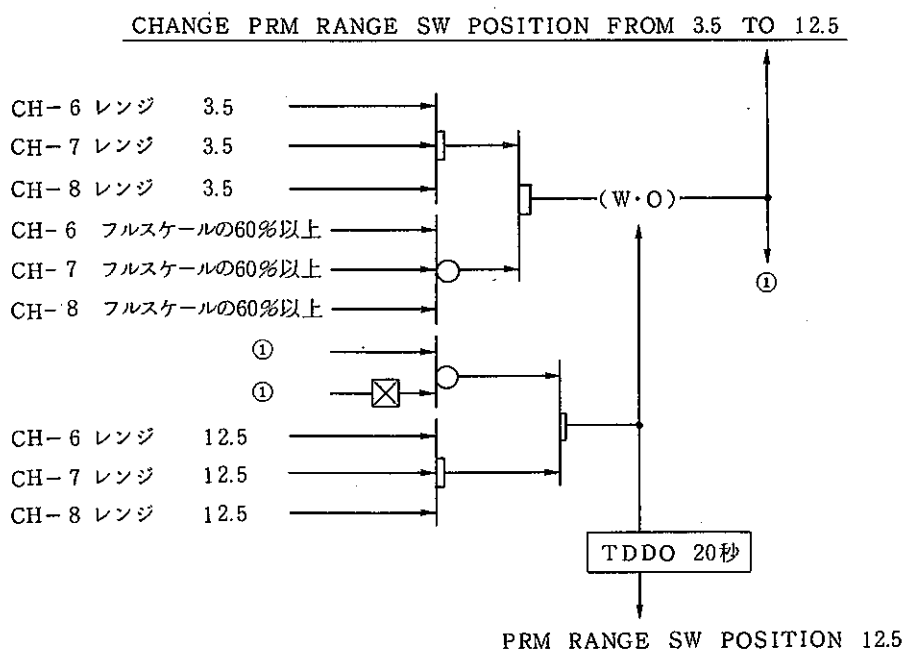 CHANGE PRM RANGE SW POSITION FROM 3.5 TO 12.5
CH-6 レンジ 3.5
CH-7 レンジ 3.5
CH-8 レンジ 3.5
(W・O)
CH-6 フルスケールの60%以上
CH-7 フルスケールの60%以上
①
CH-8 フルスケールの60%以上
①
①
CH-6 レンジ 12.5
CH-7 レンジ 12.5
CH-8 レンジ 12.5
TDDO 20秒
PRM RANGE SW POSITION 12.5